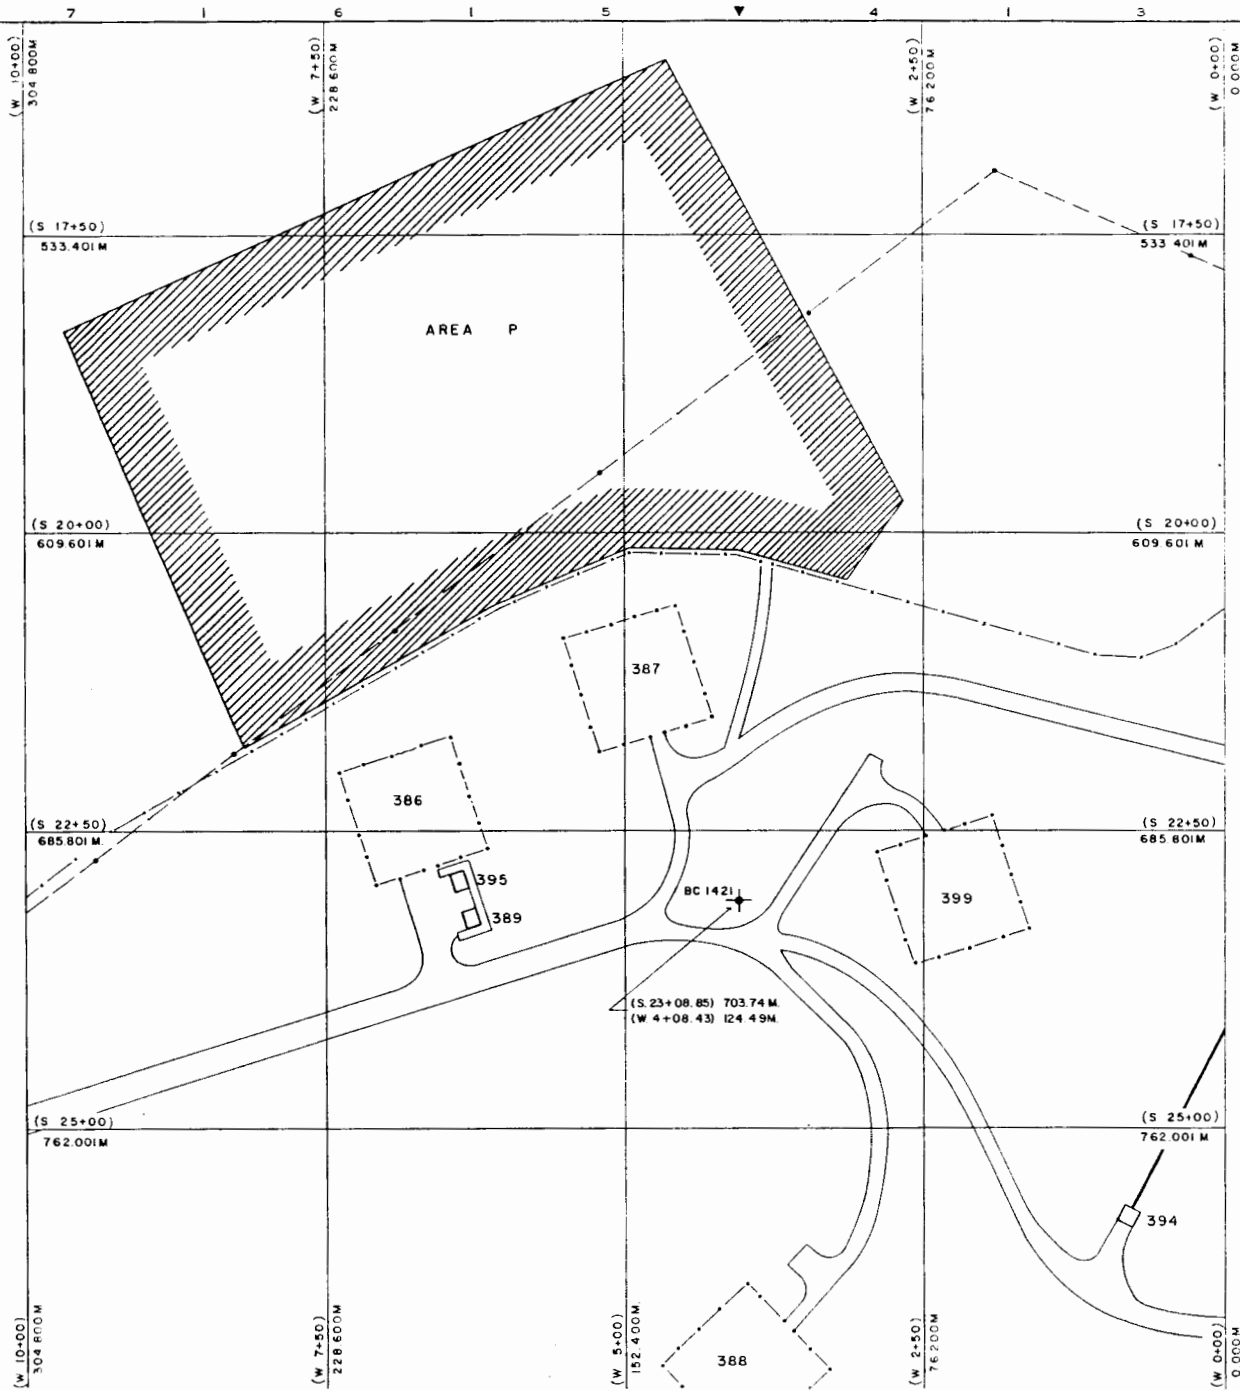 7 1 6 1 5 4 1 3
(W 10+00)
304 800M
(W 7+50)
228.600M
(W 2+50)
76.200M
(W 0+00)
0 000M
(S 17+50)
533.401M
(S 17+50)
533 401M
AREA P
(S 20+00)
609.601M
(S 20+00)
609.601M
387
386
(S 22+50)
685.801M.
(S 22+50)
685.801M
395
BC 1421
399
389
(S.23+08.85) 703.74M.
(W.4+08.43) 124.49M.
(S 25+00)
762.001M
(S 25+00)
762.001M
394
388
(W 10+00)
304 800M
(W 7+50)
228.600M
(W 5+00)
152.400M.
(W 2+50)
76.200M
(W 0+00)
0.000M